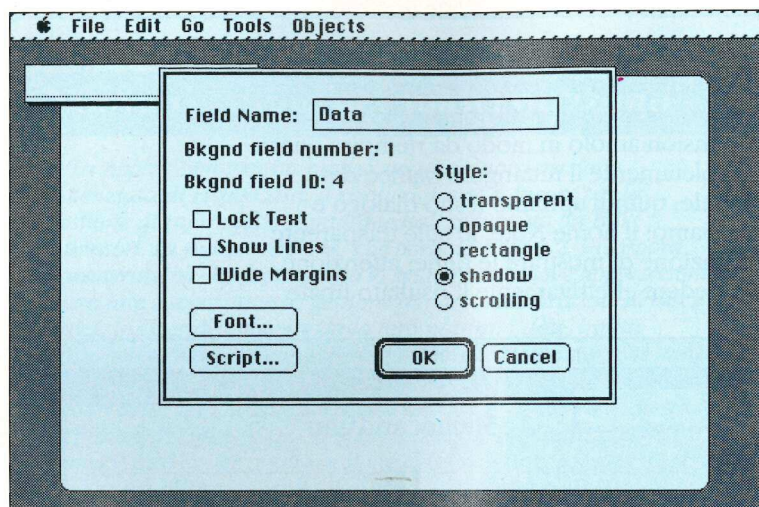 File Edit Go Tools Objects
Field Name: Data
Bkgnd field number: 1
Bkgnd field ID: 4
Lock Text
Show Lines
Wide Margins
Style:
transparent
opaque
rectangle
shadow
scrolling
Font...
Script...
OK
Cancel